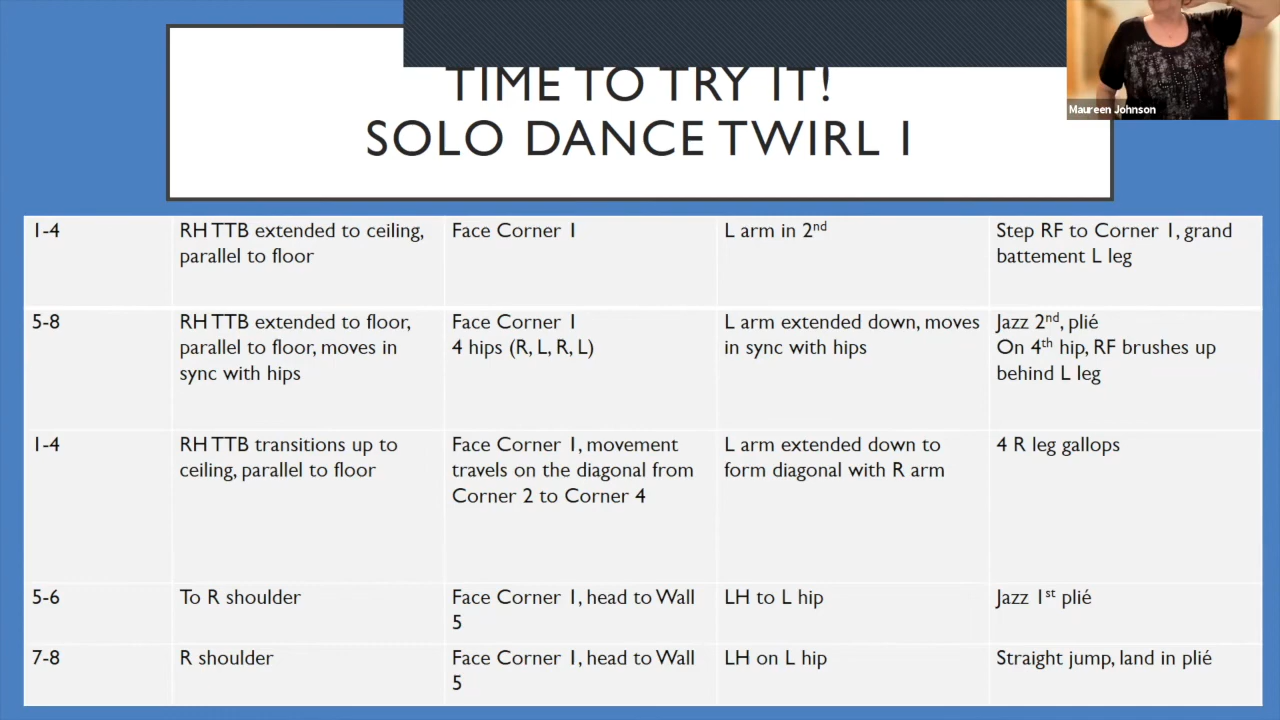 TIME TO TRY IT!
SOLO DANCE TWIRL 1
Maureen Johnson
1-4
RH TTB extended to ceiling,
parallel to floor
Face Corner 1
L arm in 2nd
Step RF to Corner 1, grand
battement L leg
5-8
RH TTB extended to floor,
parallel to floor, moves in
sync with hips
Face Corner 1
4 hips (R, L, R, L)
L arm extended down, moves
in sync with hips
Jazz 2nd, plié
On 4th hip, RF brushes up
behind L leg
1-4
RH TTB transitions up to
ceiling, parallel to floor
Face Corner 1, movement
travels on the diagonal from
Corner 2 to Corner 4
L arm extended down to
form diagonal with R arm
4 R leg gallops
5-6
To R shoulder
Face Corner 1, head to Wall
5
LH to L hip
Jazz 1st plié
7-8
R shoulder
Face Corner 1, head to Wall
5
LH on L hip
Straight jump, land in plié